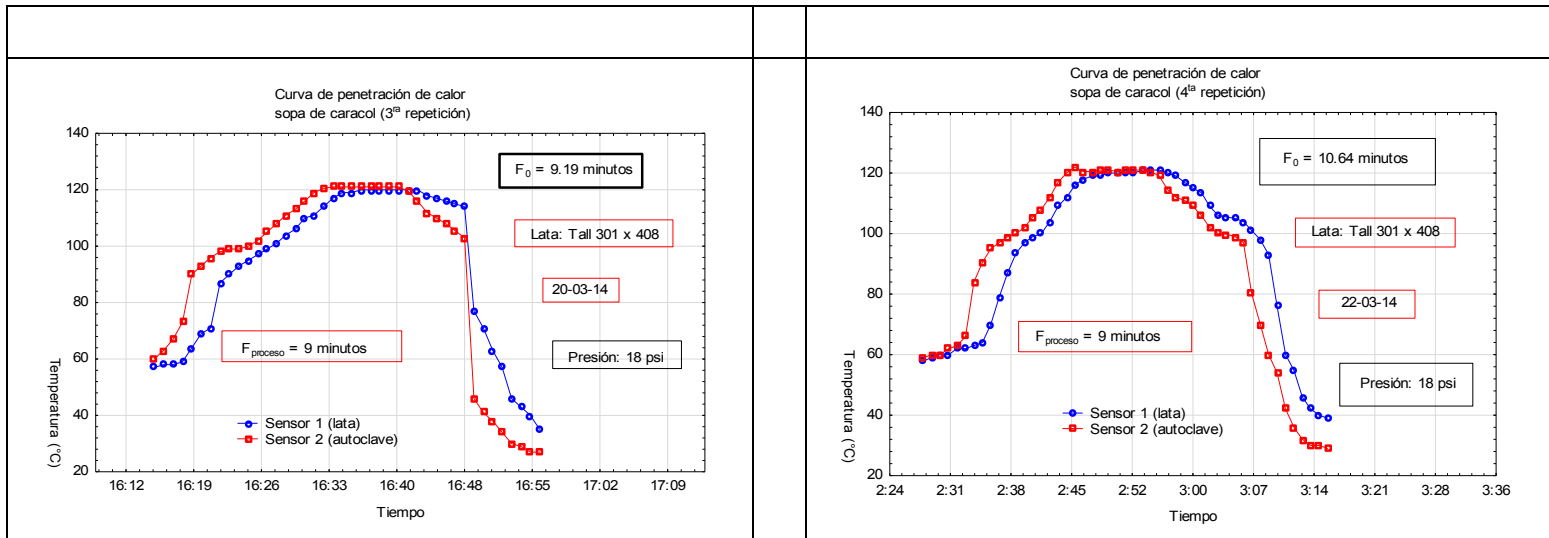 Curva de penetración de calor
sopa de caracol (3ra repetición)
140
120
100
80
60
40
20
Temperatura (°C)
F0 = 9.19 minutos
Lata: Tall 301 x 408
20-03-14
Fproceso = 9 minutos
Presión: 18 psi
Sensor 1 (lata)
Sensor 2 (autoclave)
16:12 16:19 16:26 16:33 16:40 16:48 16:55 17:02 17:09
Tiempo
Curva de penetración de calor
sopa de caracol (4ta repetición)
140
120
100
80
60
40
20
Temperatura (°C)
F0 = 10.64 minutos
Lata: Tall 301 x 408
22-03-14
Fproceso = 9 minutos
Presión: 18 psi
Sensor 1 (lata)
Sensor 2 (autoclave)
2:24 2:31 2:38 2:45 2:52 3:00 3:07 3:14 3:21 3:28 3:36
Tiempo